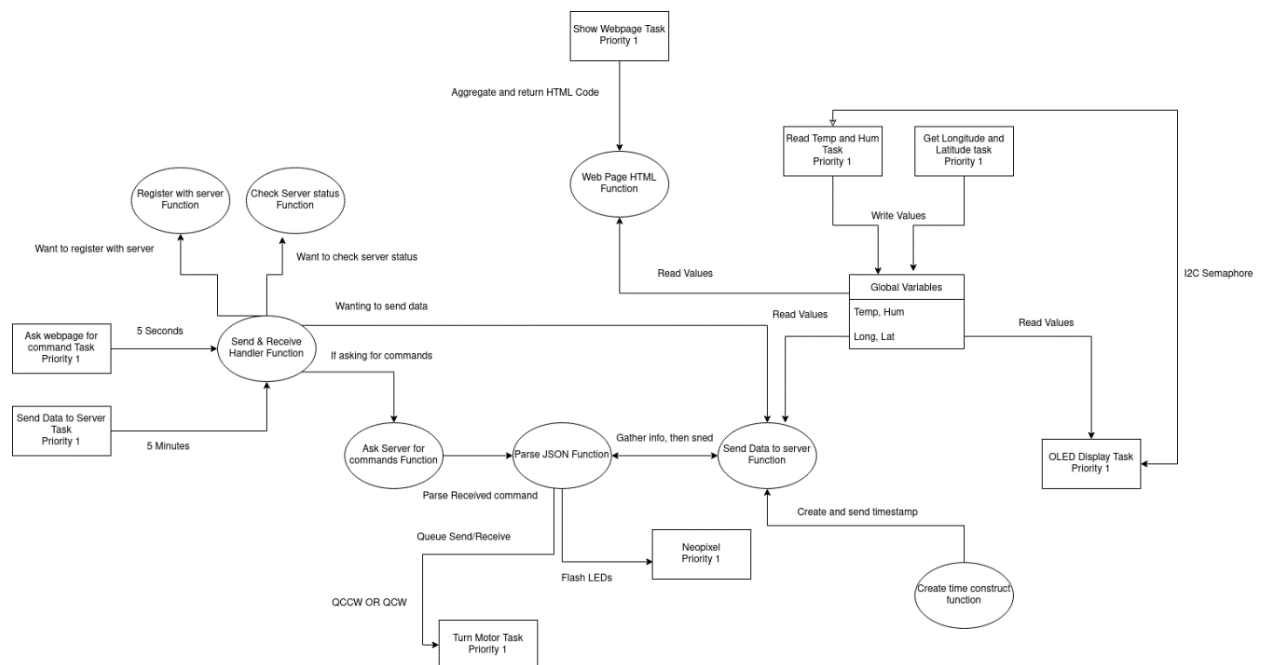 Show Webpage Task
Priority 1
Aggregate and return HTML Code
Read Temp and Hum
Task
Priority 1
Get Longitude and
Latitude task
Priority 1
Web Page HTML
Function
Register with server
Function
Check Server status
Function
Write Values
Want to register with server
Want to check server status
Read Values
I2C Semaphore
Global Variables
Temp, Hum
Long, Lat
Wanting to send data
Read Values
Read Values
Ask webpage for
command Task
Priority 1
5 Seconds
Send & Receive
Handler Function
If asking for commands
Send Data to Server
Task
Priority 1
5 Minutes
Ask Server for
commands Function
Parse JSON Function
Gather info, then sned
Send Data to server
Function
OLED Display Task
Priority 1
Parse Received command
Create and send timestamp
Queue Send/Receive
Neopixel
Priority 1
Flash LEDs
Create time construct
function
QCCW OR QCW
Turn Motor Task
Priority 1